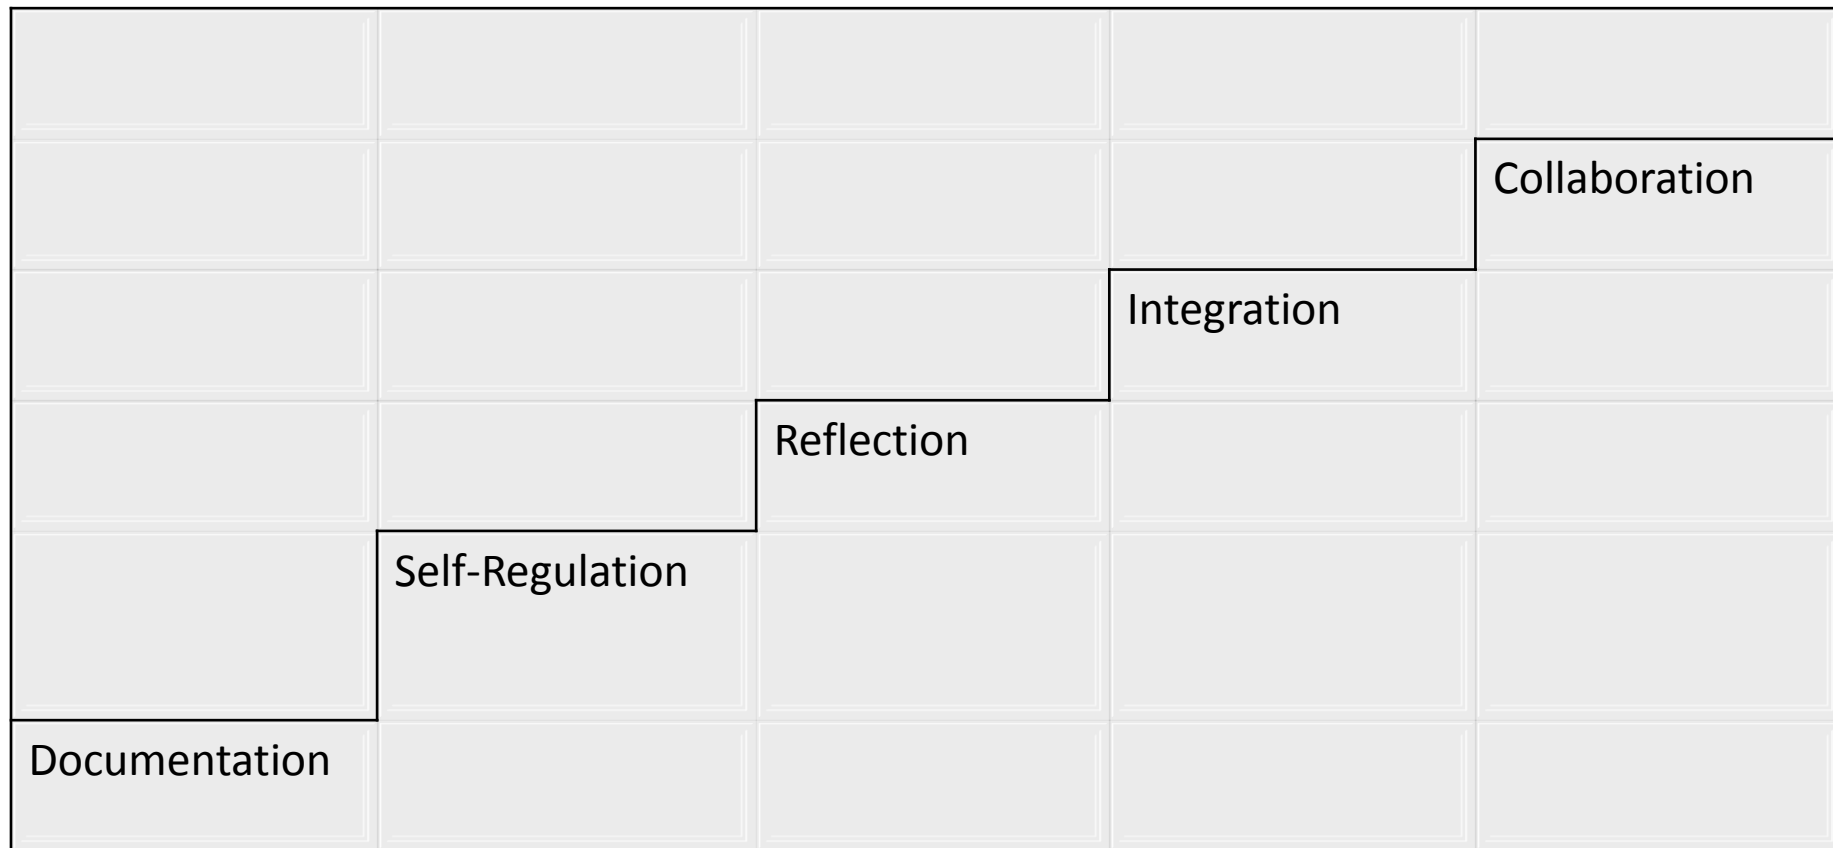 Collaboration
Integration
Reflection
Self-Regulation
Documentation